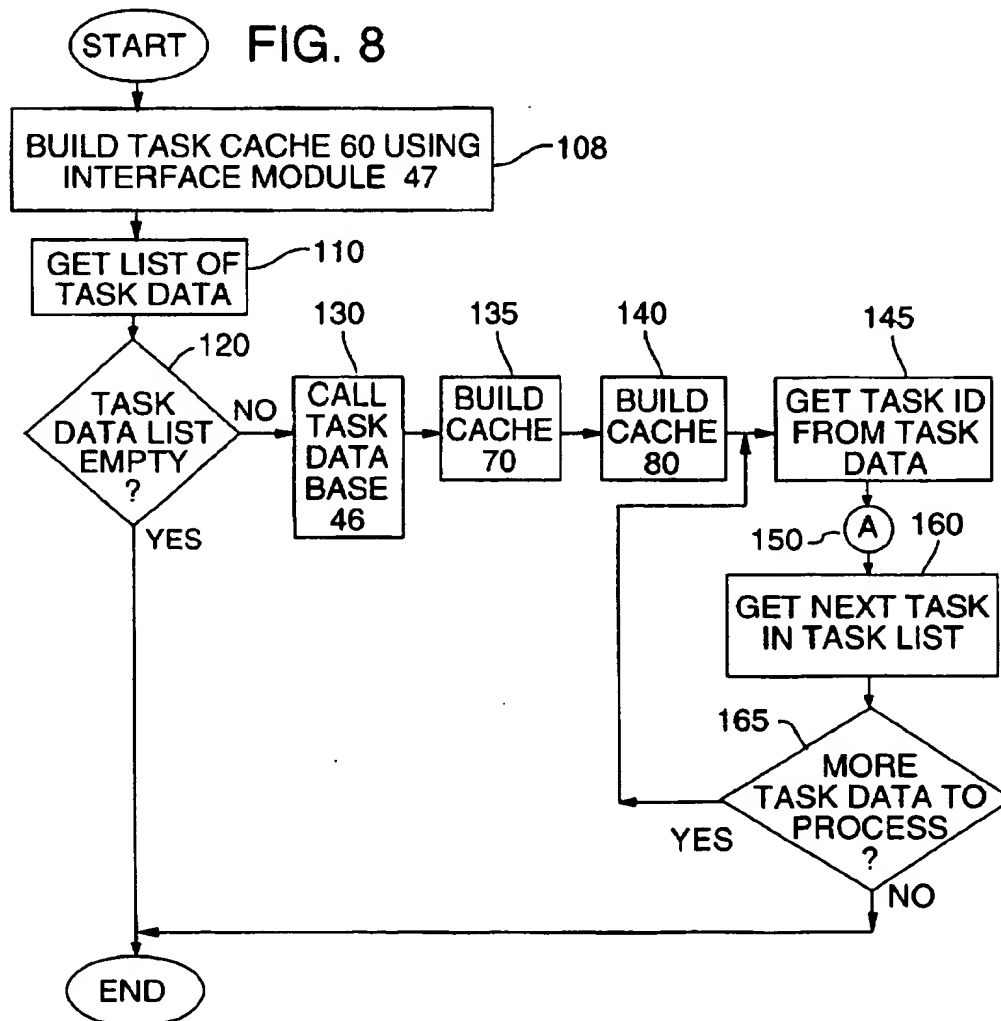 START
FIG. 8
BUILD TASK CACHE 60 USING
INTERFACE MODULE 47
108
GET LIST OF
TASK DATA
110
120
TASK
DATA LIST
EMPTY
?
NO
YES
130
CALL
TASK
DATA
BASE
46
135
BUILD
CACHE
70
140
BUILD
CACHE
80
145
GET TASK ID
FROM TASK
DATA
150
A
160
GET NEXT TASK
IN TASK LIST
165
MORE
TASK DATA TO
PROCESS
?
YES
NO
END